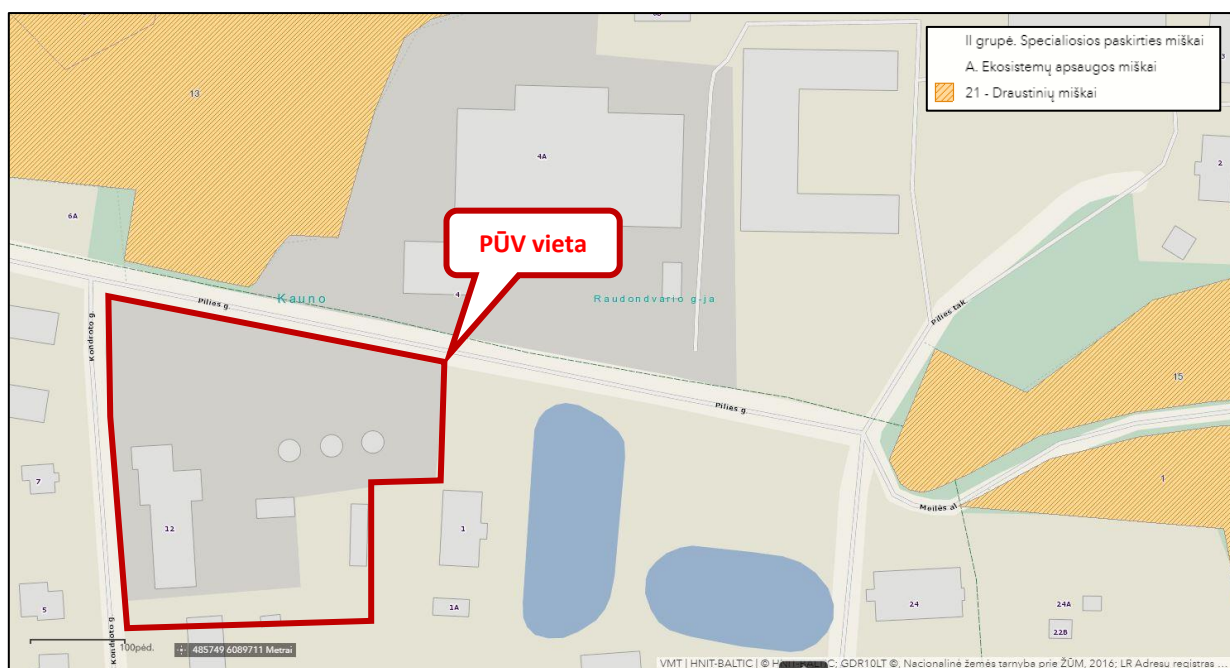 II grupė. Specialiosios paskirties miškai
A. Ekosistemų apsaugos miškai
21 - Draustinių miškai
13
4A
2
6A
PŪV vieta
4
Kauno
Raudondvario g-ja
Pilies g.
Pilies tak
Kondroto g.
Pilies g.
15
7
12
1
1
Meilės al
5
1A
24
24A
22B
Kondroto g.
100pėd.
485749 6089711 Metrai
VMT | HNIT-BALTIC | © HNIT-BALTIC; GDR10LT ©, Nacionalinė žemės tarnyba prie ŽŪM, 2016; LR Adresų registras ...